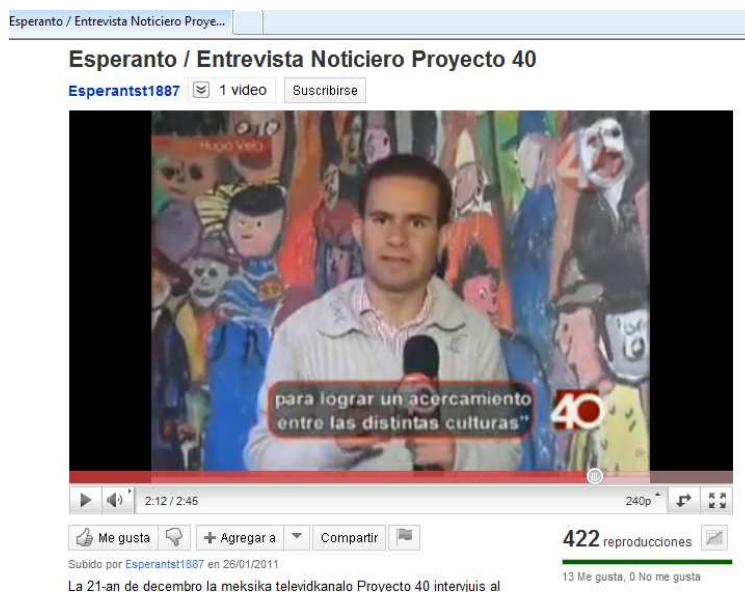 Esperanto / Entrevista Noticiero Proye...
Esperanto / Entrevista Noticiero Proyecto 40
Esperantst1887 1 video Suscribirse
Hugo Vela
40
para lograr un acercamiento
entre las distintas culturas"
40
2:12 / 2:45 240p
Me gusta Agregar a Compartir 422 reproducciones
Subido por Esperantst1887 en 26/01/2011
13 Me gusta, 0 No me gusta
La 21-an de decembro la meksika televidkanalo Proyecto 40 intervjuis al